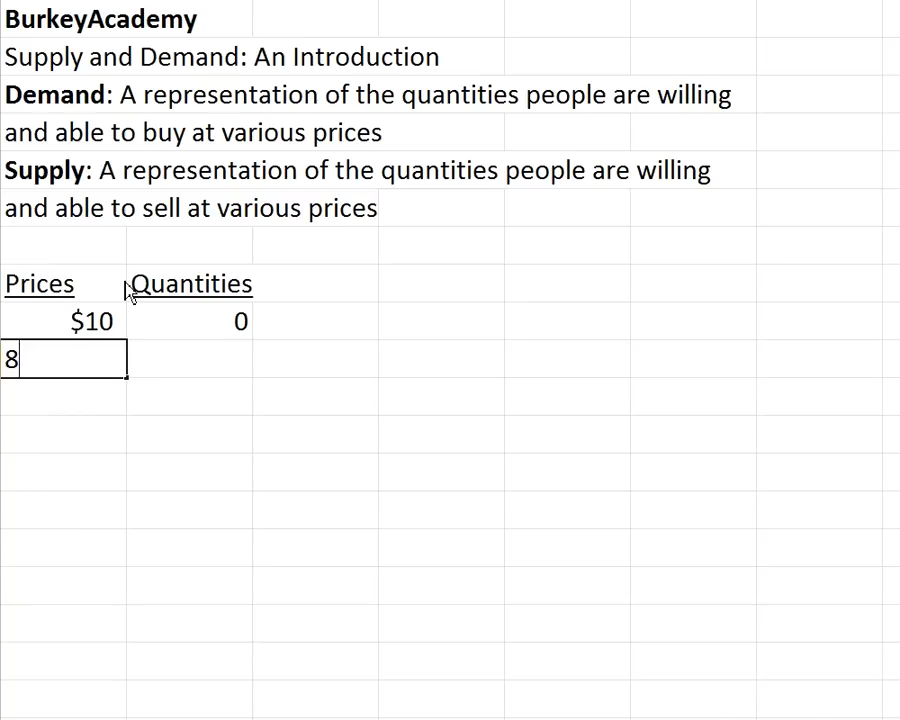 BurkeyAcademy
Supply and Demand: An Introduction
Demand: A representation of the quantities people are willing
and able to buy at various prices
Supply: A representation of the quantities people are willing
and able to sell at various prices
Prices Quantities
$10 0
8